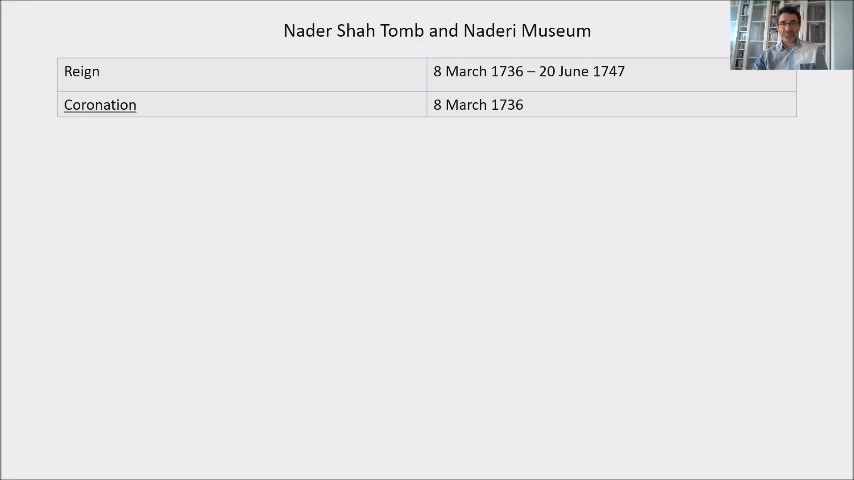 Nader Shah Tomb and Naderi Museum
Reign 8 March 1736 – 20 June 1747
Coronation 8 March 1736